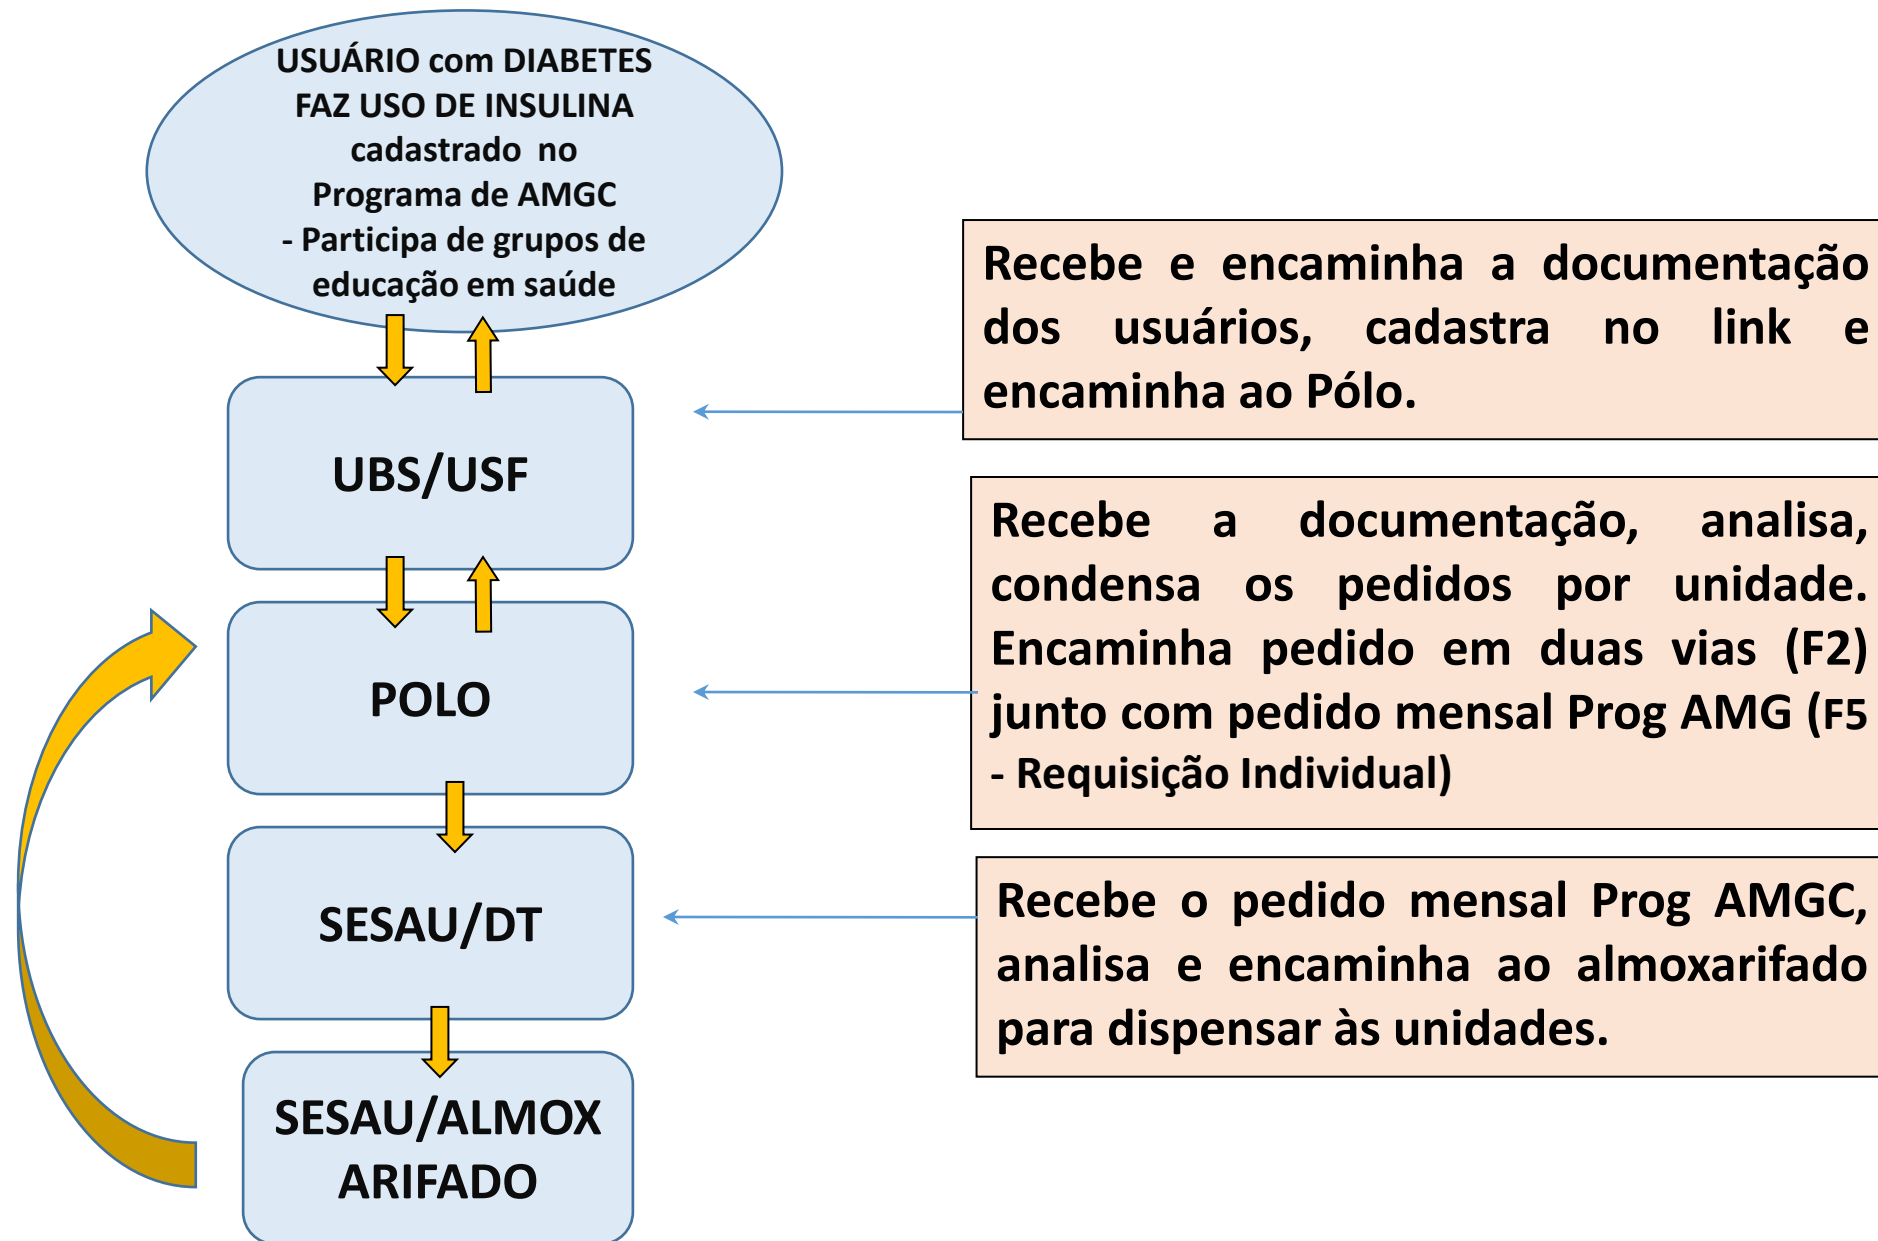 USUÁRIO com DIABETES
FAZ USO DE INSULINA
cadastrado no
Programa de AMGC
- Participa de grupos de
educação em saúde
UBS/USF
POLO
SESAU/DT
SESAU/ALMOX
ARIFADO
Recebe e encaminha a documentação
dos usuários, cadastra no link e
encaminha ao Pólo.
Recebe a documentação, analisa,
condensa os pedidos por unidade.
Encaminha pedido em duas vias (F2)
junto com pedido mensal Prog AMG (F5
- Requisição Individual)
Recebe o pedido mensal Prog AMGC,
analisa e encaminha ao almoxarifado
para dispensar às unidades.